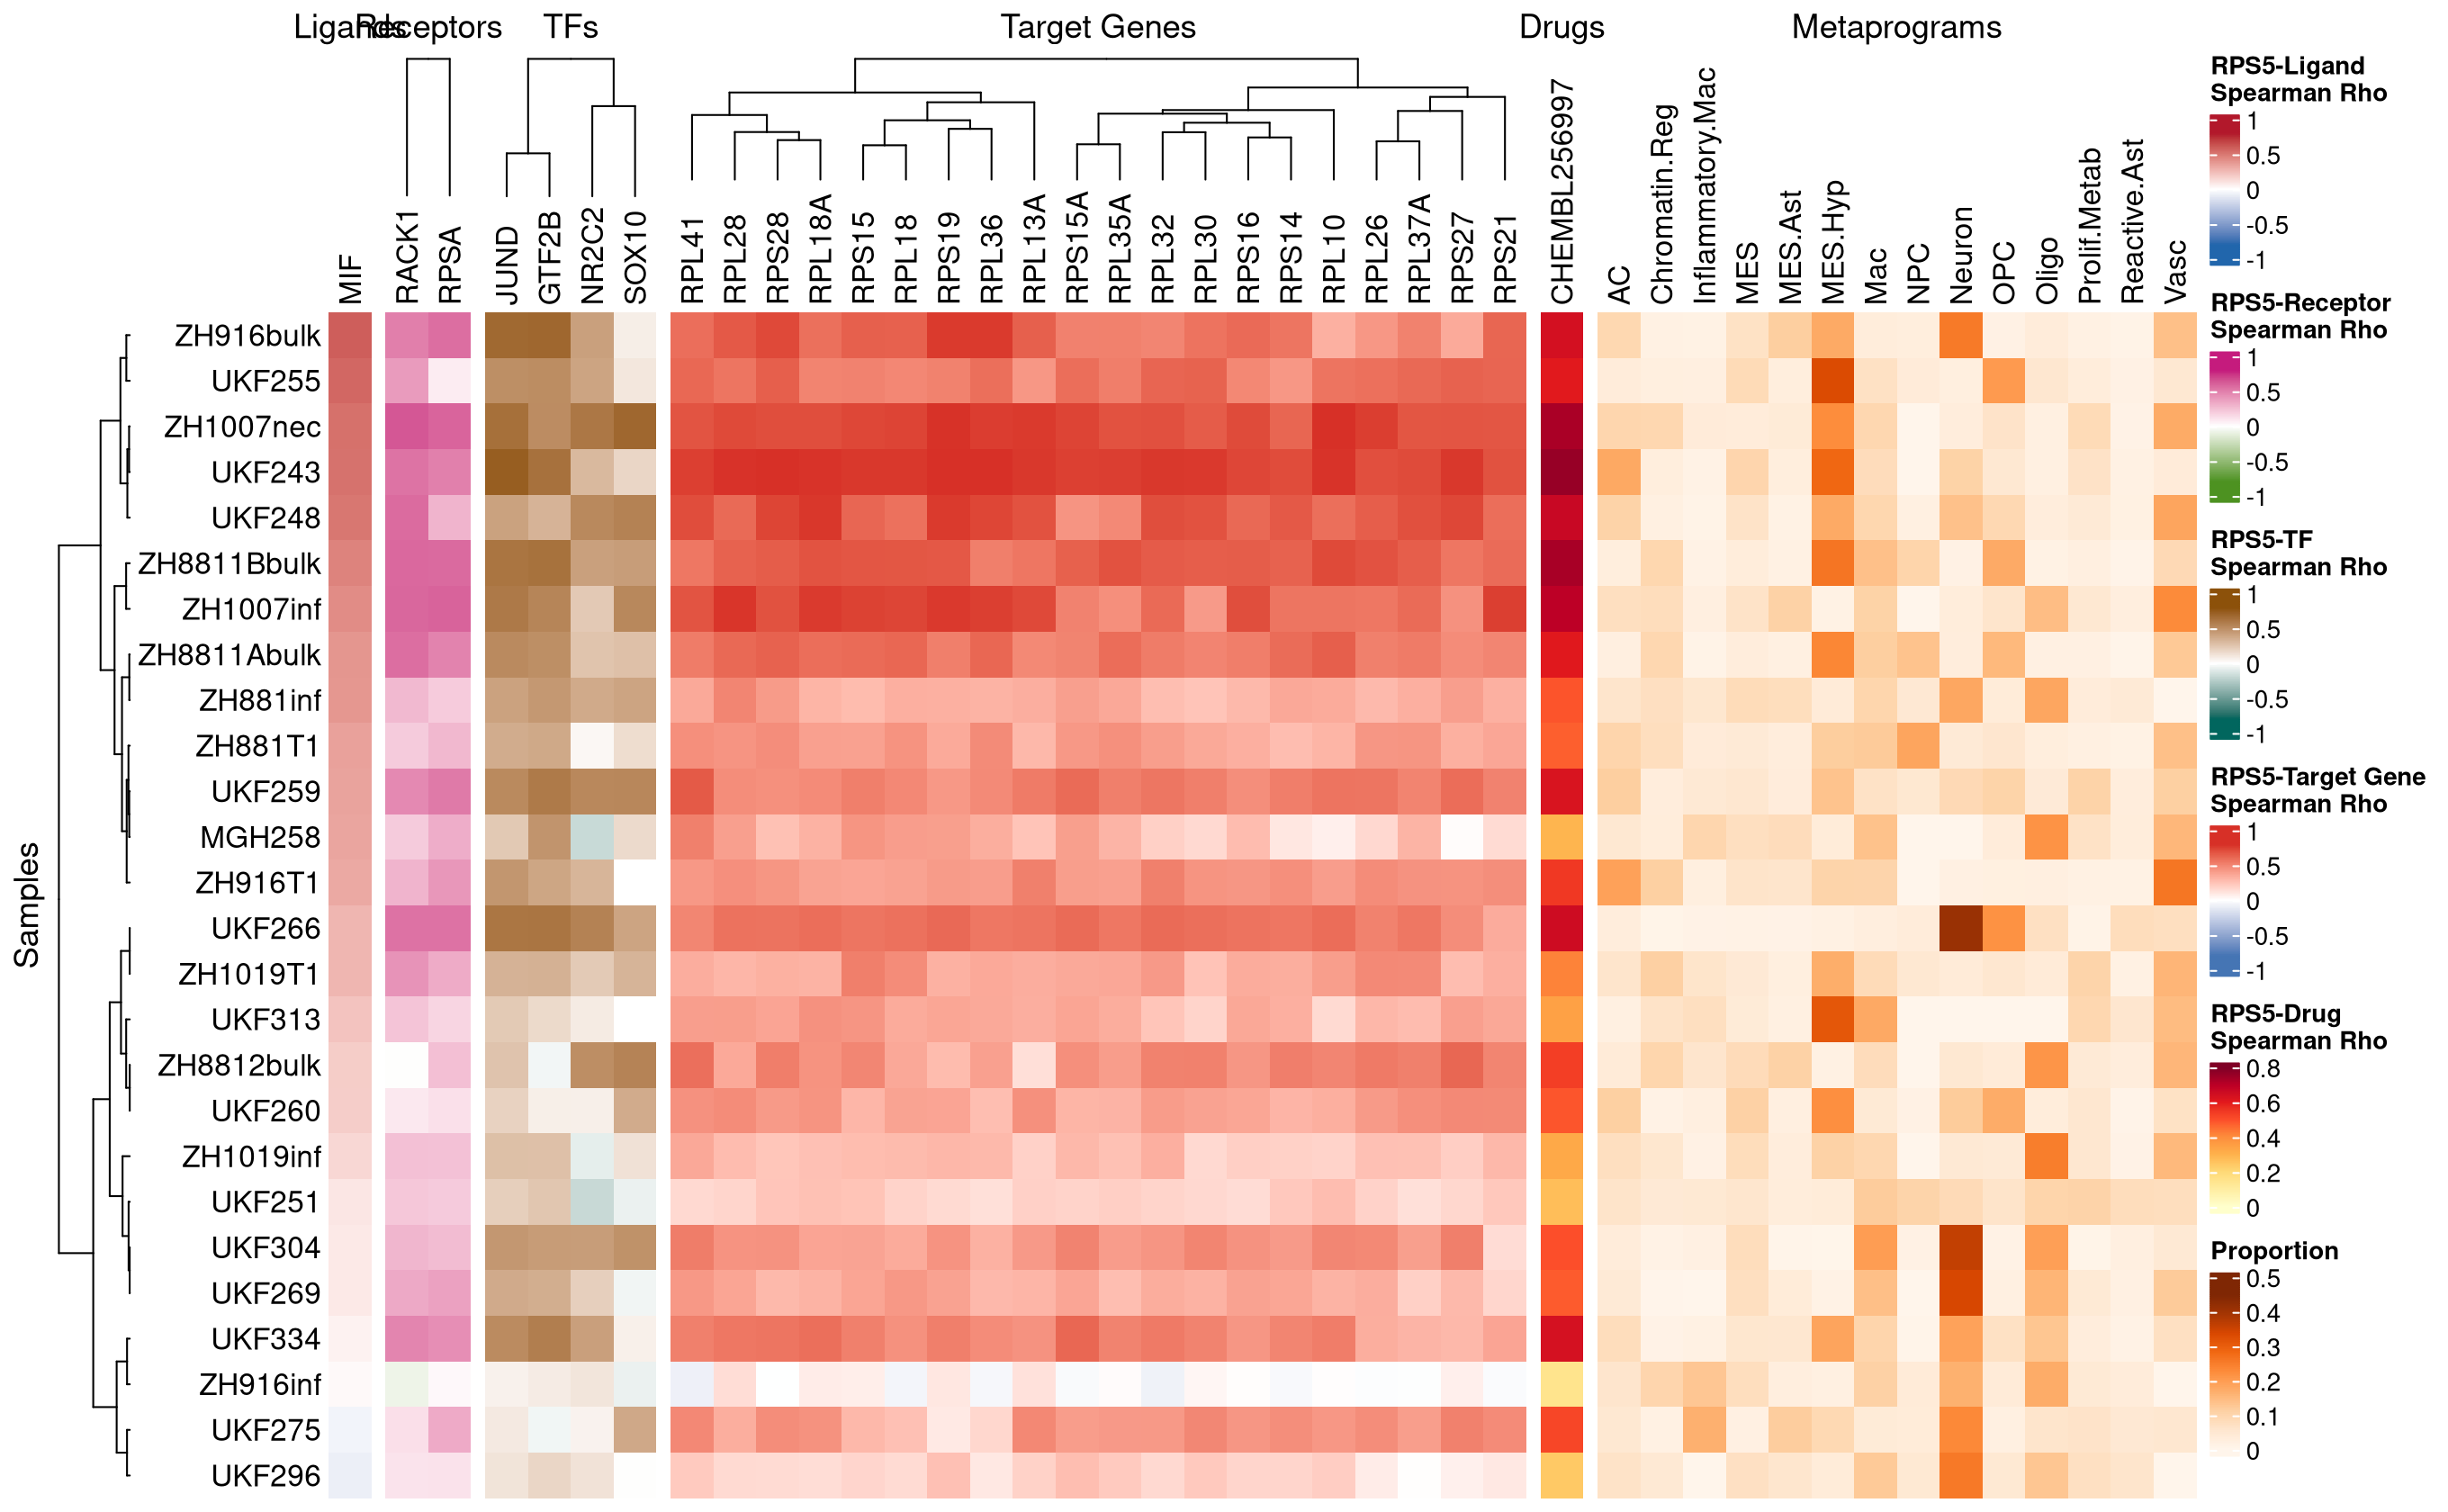 Ligands
Receptors
TFs
Target Genes
Drugs
Metaprograms
MIF
RACK1
RPSA
JUND
GTF2B
NR2C2
SOX10
RPL41
RPL28
RPS28
RPL18A
RPS15
RPL18
RPS19
RPL36
RPL13A
RPS15A
RPL35A
RPL32
RPL30
RPS16
RPS14
RPL10
RPL26
RPL37A
RPS27
RPS21
CHEMBL256997
AC
Chromatin.Reg
Inflammatory.Mac
MES
MES.Ast
MES.Hyp
Mac
NPC
Neuron
OPC
Oligo
Prolif.Metab
Reactive.Ast
Vasc
Samples
ZH916bulk
UKF255
ZH1007nec
UKF243
UKF248
ZH8811Bbulk
ZH1007inf
ZH8811Abulk
ZH881inf
ZH881T1
UKF259
MGH258
ZH916T1
UKF266
ZH1019T1
UKF313
ZH8812bulk
UKF260
ZH1019inf
UKF251
UKF304
UKF269
UKF334
ZH916inf
UKF275
UKF296
RPS5-Ligand
Spearman Rho
1
0.5
0
-0.5
-1
RPS5-Receptor
Spearman Rho
1
0.5
0
-0.5
-1
RPS5-TF
Spearman Rho
1
0.5
0
-0.5
-1
RPS5-Target Gene
Spearman Rho
1
0.5
0
-0.5
-1
RPS5-Drug
Spearman Rho
0.8
0.6
0.4
0.2
0
Proportion
0.5
0.4
0.3
0.2
0.1
0